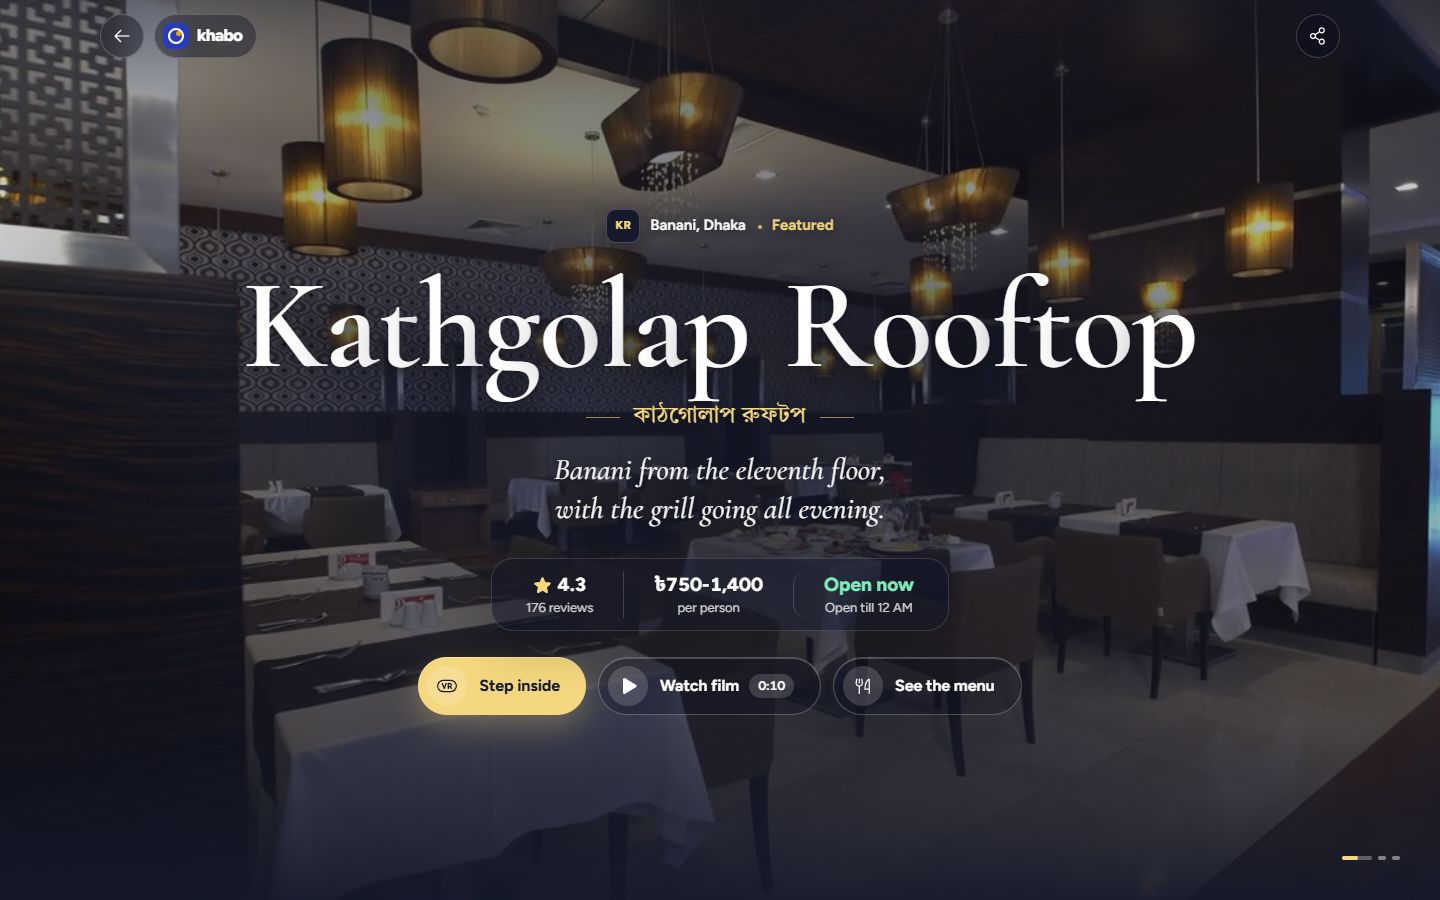 khabo
KR Banani, Dhaka • Featured
Kathgolap Rooftop
কাঠগোলাপ রুফটপ
Banani from the eleventh floor,
with the grill going all evening.
4.3
176 reviews
৳750-1,400
per person
Open now
Open till 12 AM
VR Step inside
Watch film 0:10
See the menu